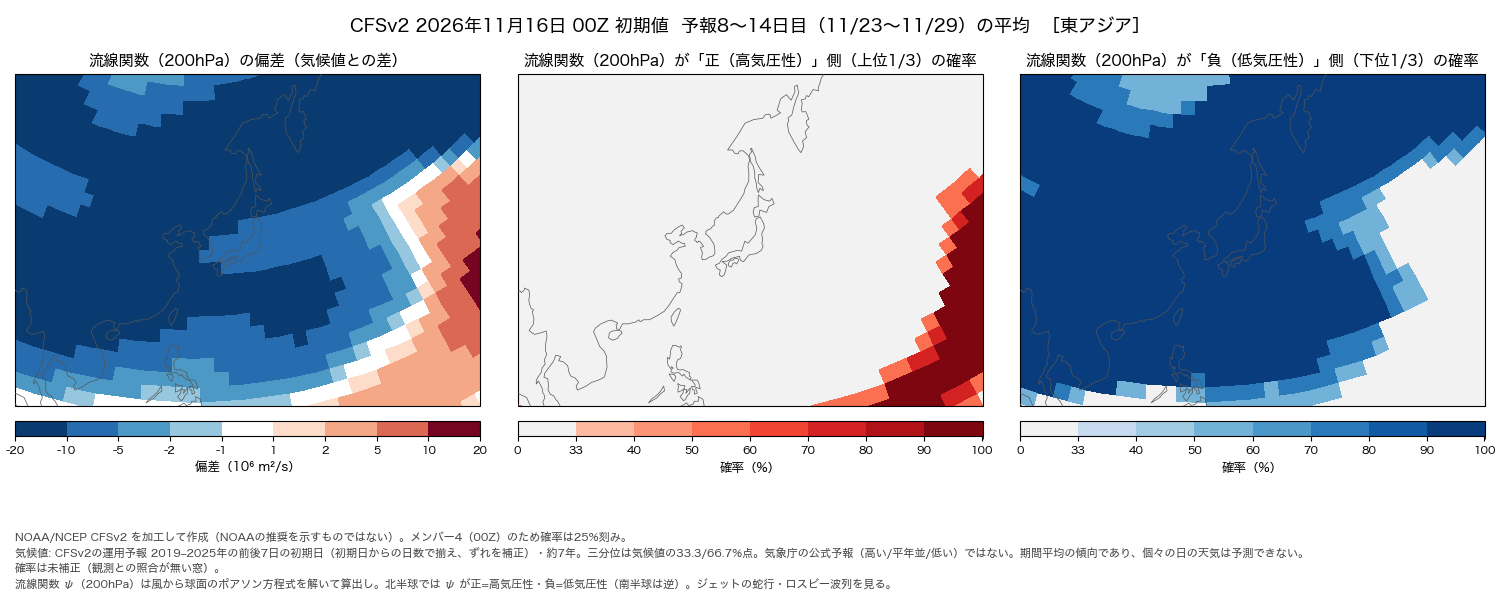 CFSv2 2026年11月16日 00Z 初期値 予報8〜14日目（11/23〜11/29）の平均 ［東アジア］
流線関数（200hPa）の偏差（気候値との差）
流線関数（200hPa）が「正（高気圧性）」側（上位1/3）の確率
流線関数（200hPa）が「負（低気圧性）」側（下位1/3）の確率
-20 -10 -5 -2 -1 1 2 5 10 20
偏差（10⁶ m²/s）
0 33 40 50 60 70 80 90 100
確率（%）
0 33 40 50 60 70 80 90 100
確率（%）
NOAA/NCEP CFSv2 を加工して作成（NOAAの推奨を示すものではない）。メンバー4（00Z）のため確率は25%刻み。
気候値: CFSv2の運用予報 2019–2025年の前後7日の初期日（初期日からの日数で揃え、ずれを補正）・約7年。三分位は気候値の33.3/66.7%点。気象庁の公式予報（高い/平年並/低い）ではない。期間平均の傾向であり、個々の日の天気は予測できない。
確率は未補正（観測との照合が無い窓）。
流線関数 ψ（200hPa）は風から球面のポアソン方程式を解いて算出し。北半球では ψ が正=高気圧性・負=低気圧性（南半球は逆）。ジェットの蛇行・ロスビー波列を見る。